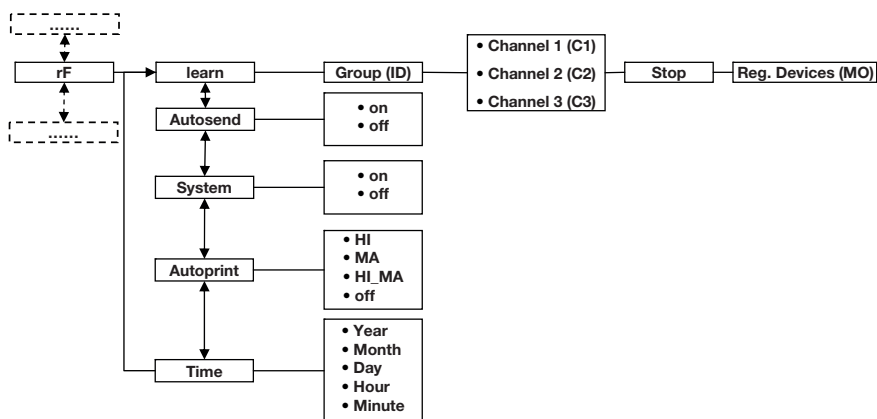 ......
rF
......
learn
Group (ID)
• Channel 1 (C1)
• Channel 2 (C2)
• Channel 3 (C3)
Stop
Reg. Devices (MO)
Autosend
• on
• off
System
• on
• off
Autoprint
• HI
• MA
• HI_MA
• off
Time
• Year
• Month
• Day
• Hour
• Minute